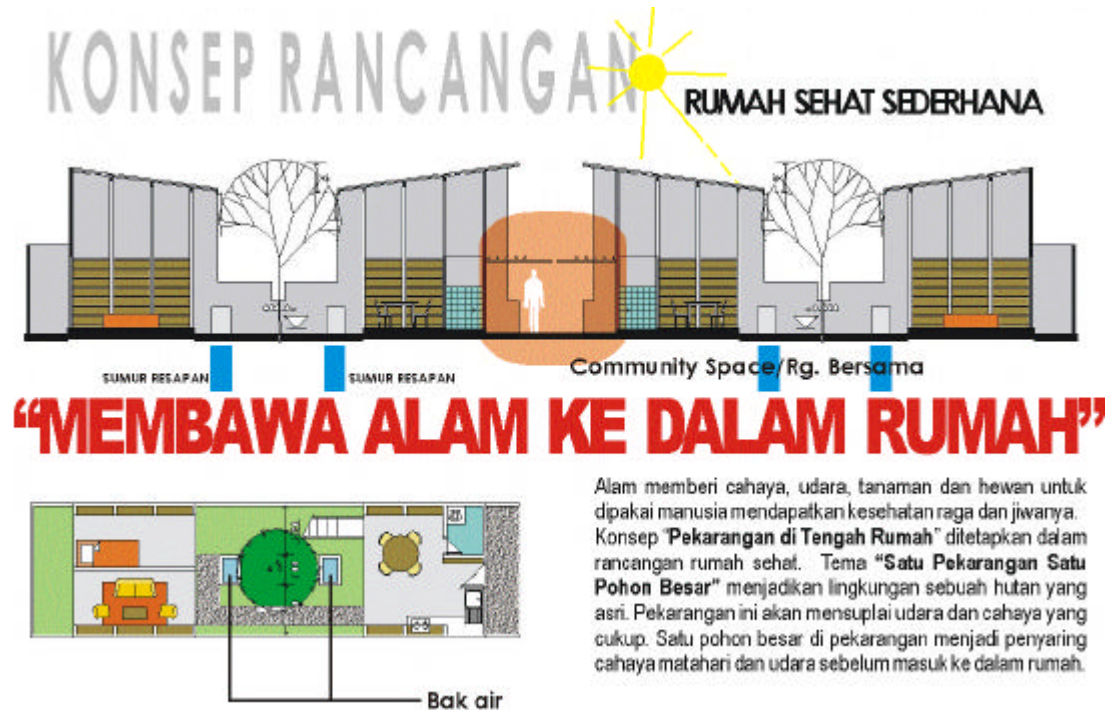 KONSEP RANCANGAN
RUMAH SEHAT SEDERHANA
SUMUR RESAPAN
SUMUR RESAPAN
Community Space/Rg. Bersama
“MEMBAWA ALAM KE DALAM RUMAH”
Alam memberi cahaya, udara, tanaman dan hewan untuk
dipakai manusia mendapatkan kesehatan raga dan jiwanya.
Konsep “Pekarangan di Tengah Rumah” ditetapkan dalam
rancangan rumah sehat. Tema “Satu Pekarangan Satu
Pohon Besar” menjadikan lingkungan sebuah hutan yang
asri. Pekarangan ini akan mensuplai udara dan cahaya yang
cukup. Satu pohon besar di pekarangan menjadi penyaring
cahaya matahari dan udara sebelum masuk ke dalam rumah.
Bak air